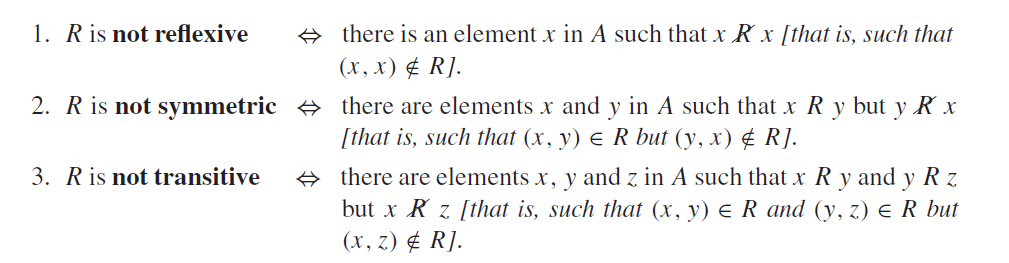 1. R is not reflexive ⇔ there is an element x in A such that x R̸ x [that is, such that
(x, x) ∉ R].
2. R is not symmetric ⇔ there are elements x and y in A such that x R y but y R̸ x
[that is, such that (x, y) ∈ R but (y, x) ∉ R].
3. R is not transitive ⇔ there are elements x, y and z in A such that x R y and y R z
but x R̸ z [that is, such that (x, y) ∈ R and (y, z) ∈ R but
(x, z) ∉ R].